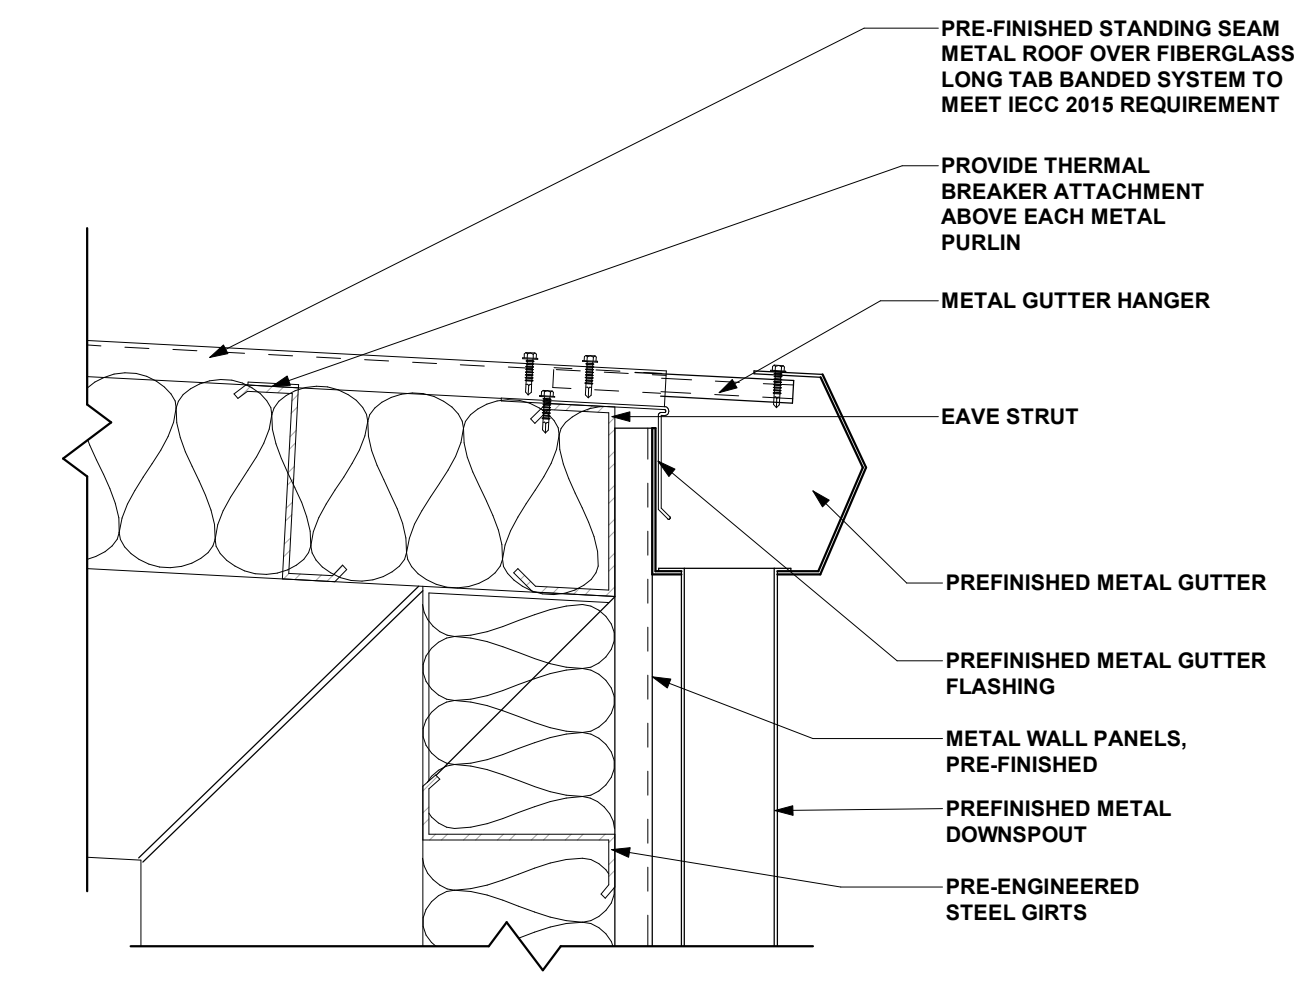 PRE-FINISHED STANDING SEAM
METAL ROOF OVER FIBERGLASS
LONG TAB BANDED SYSTEM TO
MEET IECC 2015 REQUIREMENT
PROVIDE THERMAL
BREAKER ATTACHMENT
ABOVE EACH METAL
PURLIN
METAL GUTTER HANGER
EAVE STRUT
PREFINISHED METAL GUTTER
PREFINISHED METAL GUTTER
FLASHING
METAL WALL PANELS,
PRE-FINISHED
PREFINISHED METAL
DOWNSPOUT
PRE-ENGINEERED
STEEL GIRTS